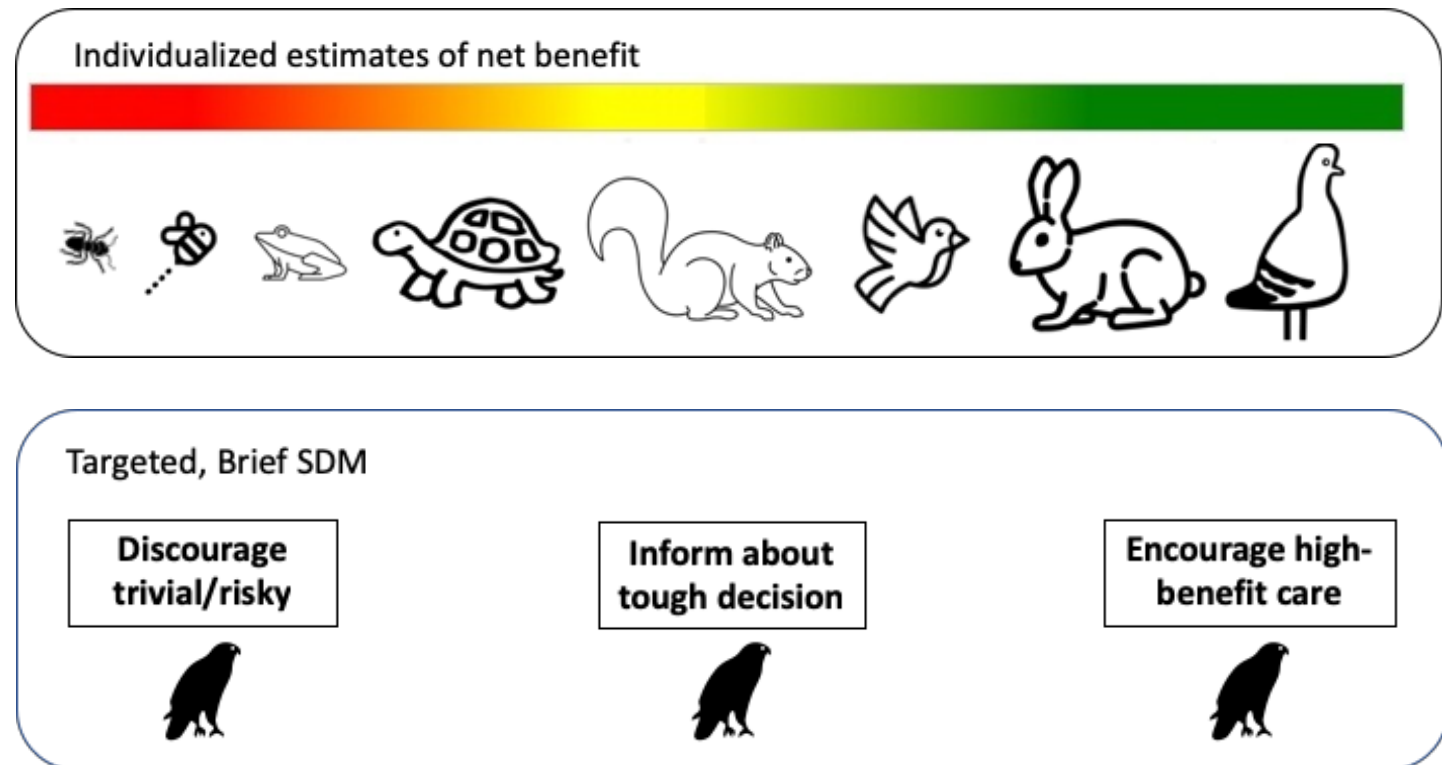 Individualized estimates of net benefit
Targeted, Brief SDM
Discourage
trivial/risky
Inform about
tough decision
Encourage high-
benefit care